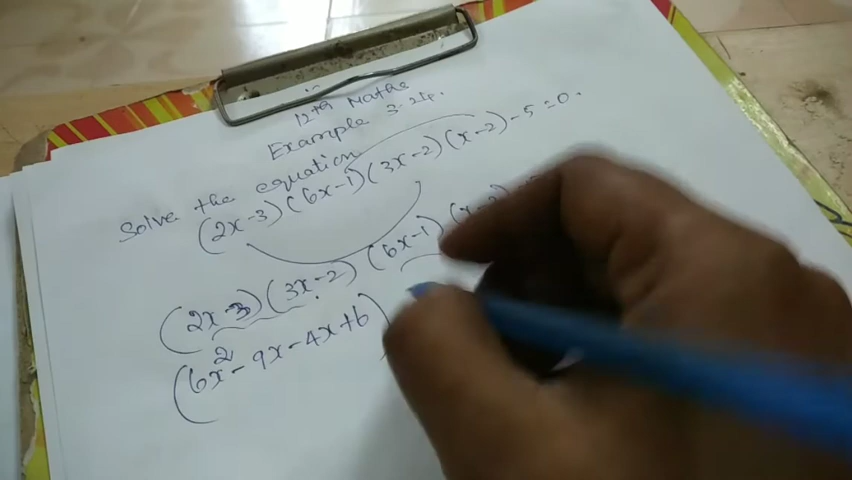 12th Maths
Example 3.24.
Solve the equation
(2x-3)(6x-1)(3x-2)(x-2)-5=0.
(2x-3)(3x-2)(6x-1)(x-2)
(6x²-9x-4x+6)